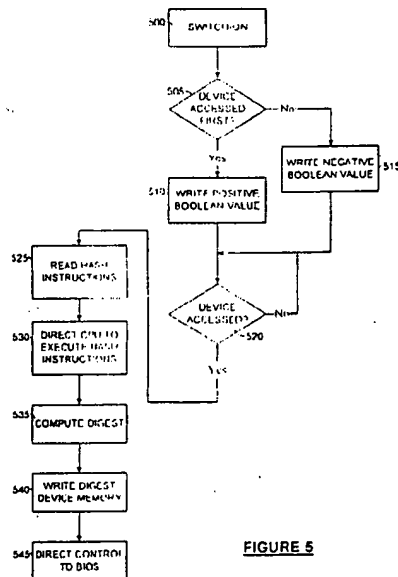 500
SWITCH ON
505
DEVICE
ACCESSED
FIRST?
No
Yes
510
WRITE POSITIVE
BOOLEAN VALUE
WRITE NEGATIVE
BOOLEAN VALUE
515
525
READ HASH
INSTRUCTIONS
DEVICE
ACCESSED?
No
520
Yes
530
DIRECT CPU TO
EXECUTE HASH
INSTRUCTIONS
535
COMPUTE DIGEST
540
WRITE DIGEST
DEVICE MEMORY
545
DIRECT CONTROL
TO BIOS
FIGURE 5